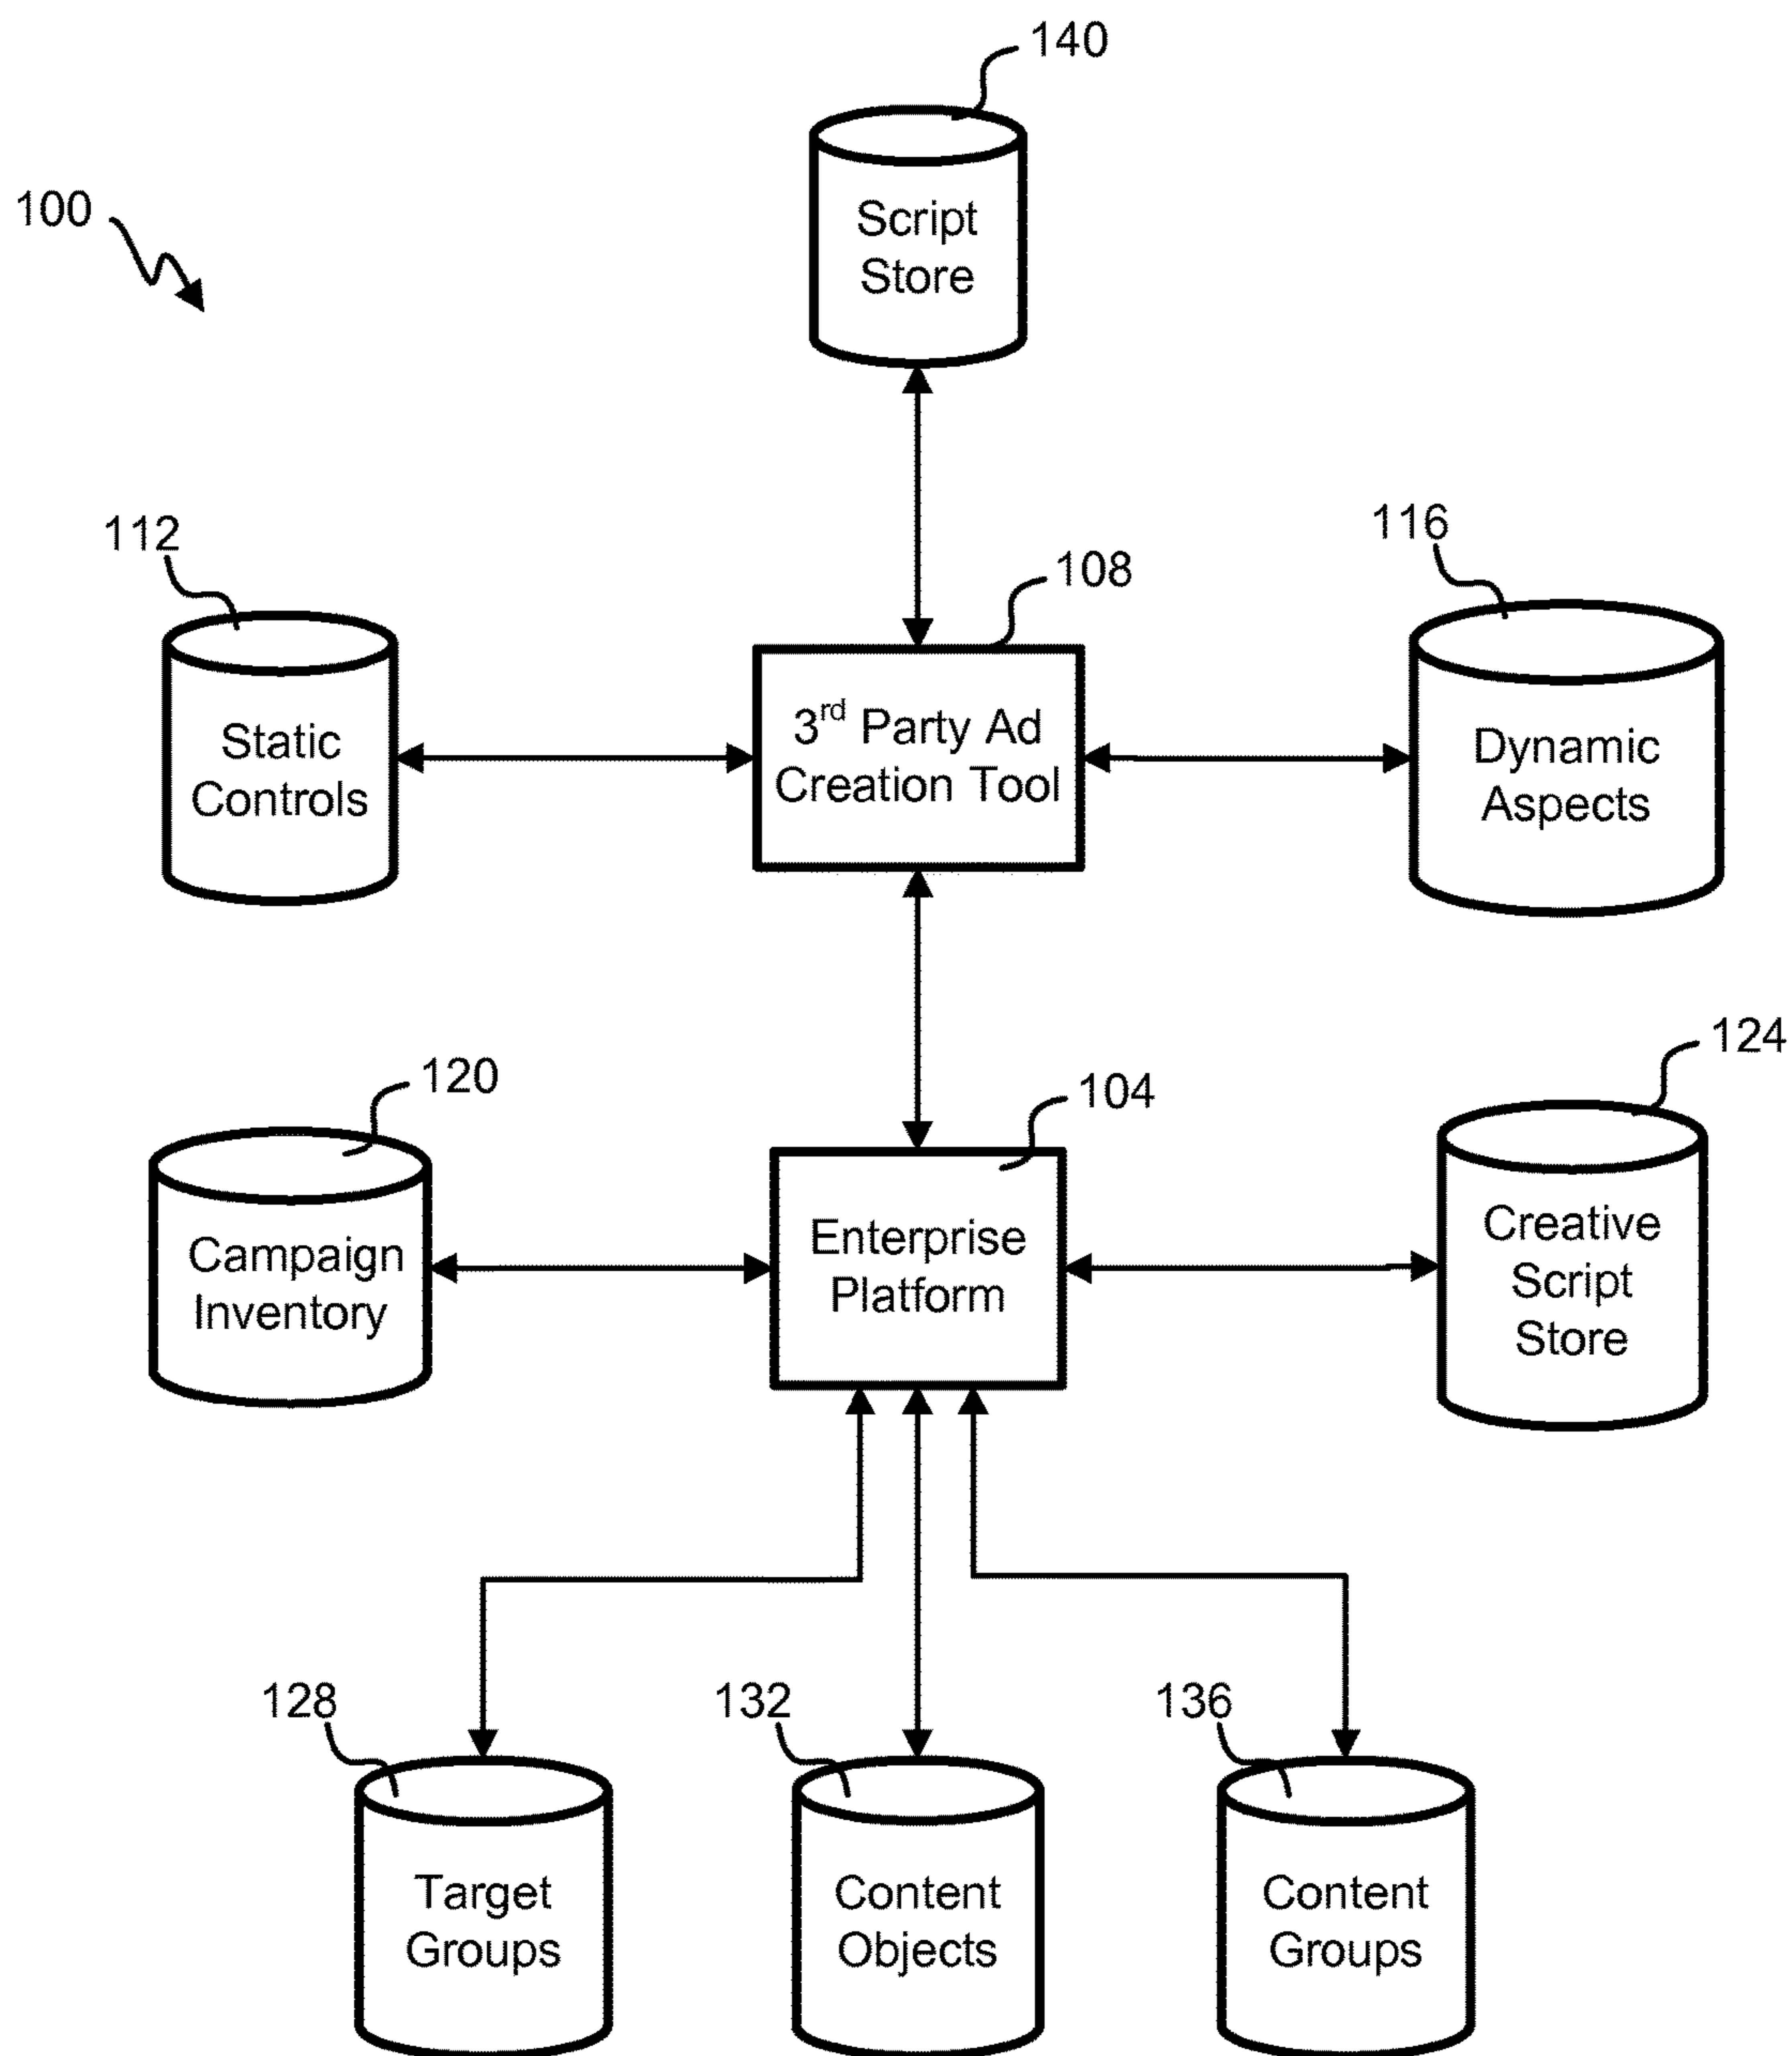 140
100
Script
Store
112
116
108
Static
Controls
3rd Party Ad
Creation Tool
Dynamic
Aspects
120
104
124
Campaign
Inventory
Enterprise
Platform
Creative
Script
Store
128
132
136
Target
Groups
Content
Objects
Content
Groups